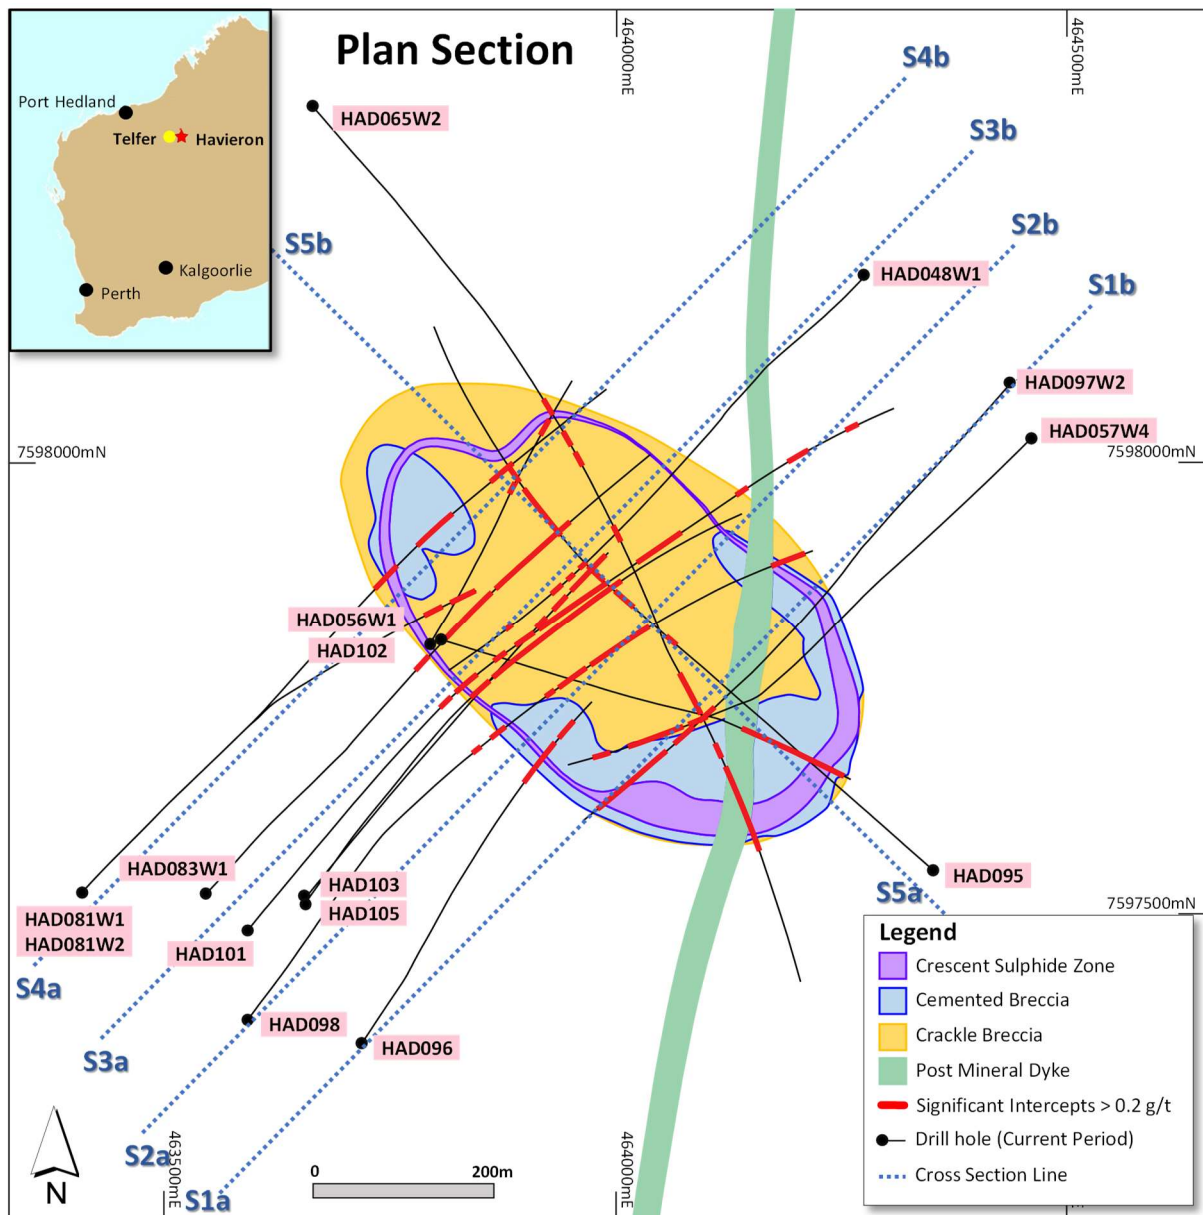 Plan Section
464000mE
464500mE
Port Hedland
Telfer
Havieron
Kalgoorlie
Perth
HAD065W2
S4b
S3b
S2b
S1b
S5b
HAD048W1
HAD097W2
HAD057W4
7598000mN
7598000mN
HAD056W1
HAD102
HAD083W1
HAD081W1
HAD081W2
HAD103
HAD105
HAD101
HAD095
S5a
7597500mN
S4a
HAD098
HAD096
S3a
S2a
S1a
463500mE
464000mE
N
0
200m
Legend
Crescent Sulphide Zone
Cemented Breccia
Crackle Breccia
Post Mineral Dyke
Significant Intercepts > 0.2 g/t
Drill hole (Current Period)
Cross Section Line